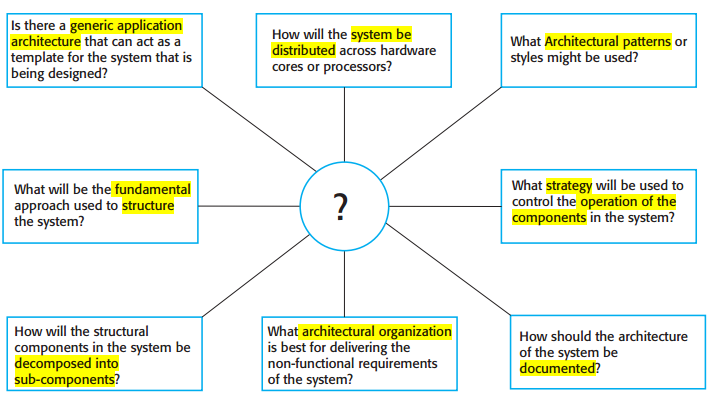 Is there a generic application
architecture that can act as a
template for the system that is
being designed?
How will the system be
distributed across hardware
cores or processors?
What Architectural patterns or
styles might be used?
What will be the fundamental
approach used to structure
the system?
?
What strategy will be used to
control the operation of the
components in the system?
How will the structural
components in the system be
decomposed into
sub-components?
What architectural organization
is best for delivering the
non-functional requirements
of the system?
How should the architecture
of the system be
documented?